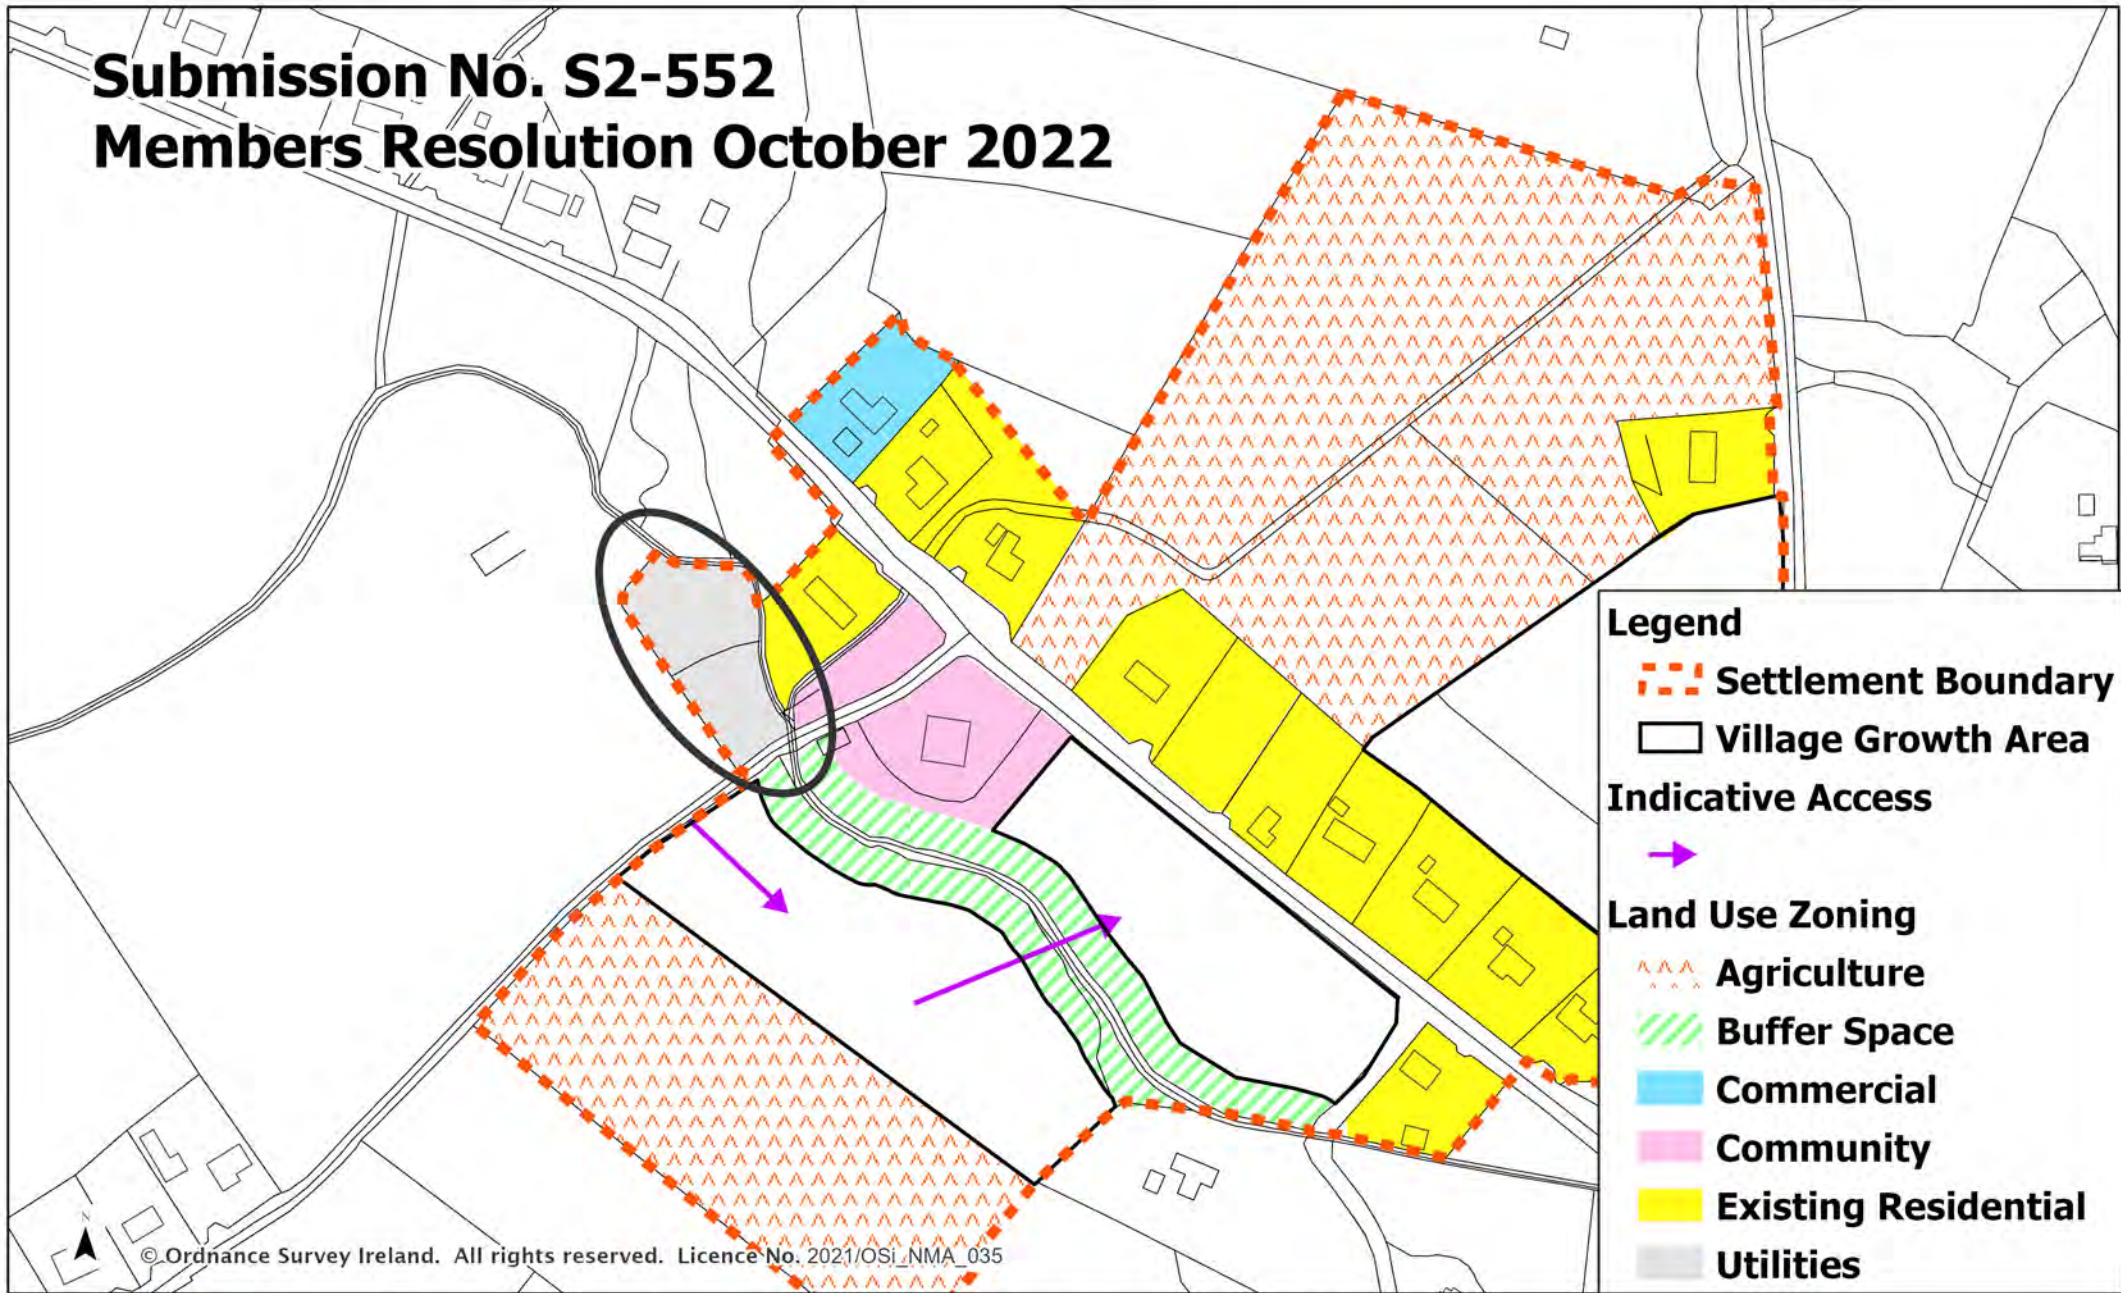 Submission No. S2-552
Members Resolution October 2022
Legend
Settlement Boundary
Village Growth Area
Indicative Access
Land Use Zoning
Agriculture
Buffer Space
Commercial
Community
Existing Residential
Utilities
N
© Ordnance Survey Ireland. All rights reserved. Licence No. 2021/OSi_NMA_035